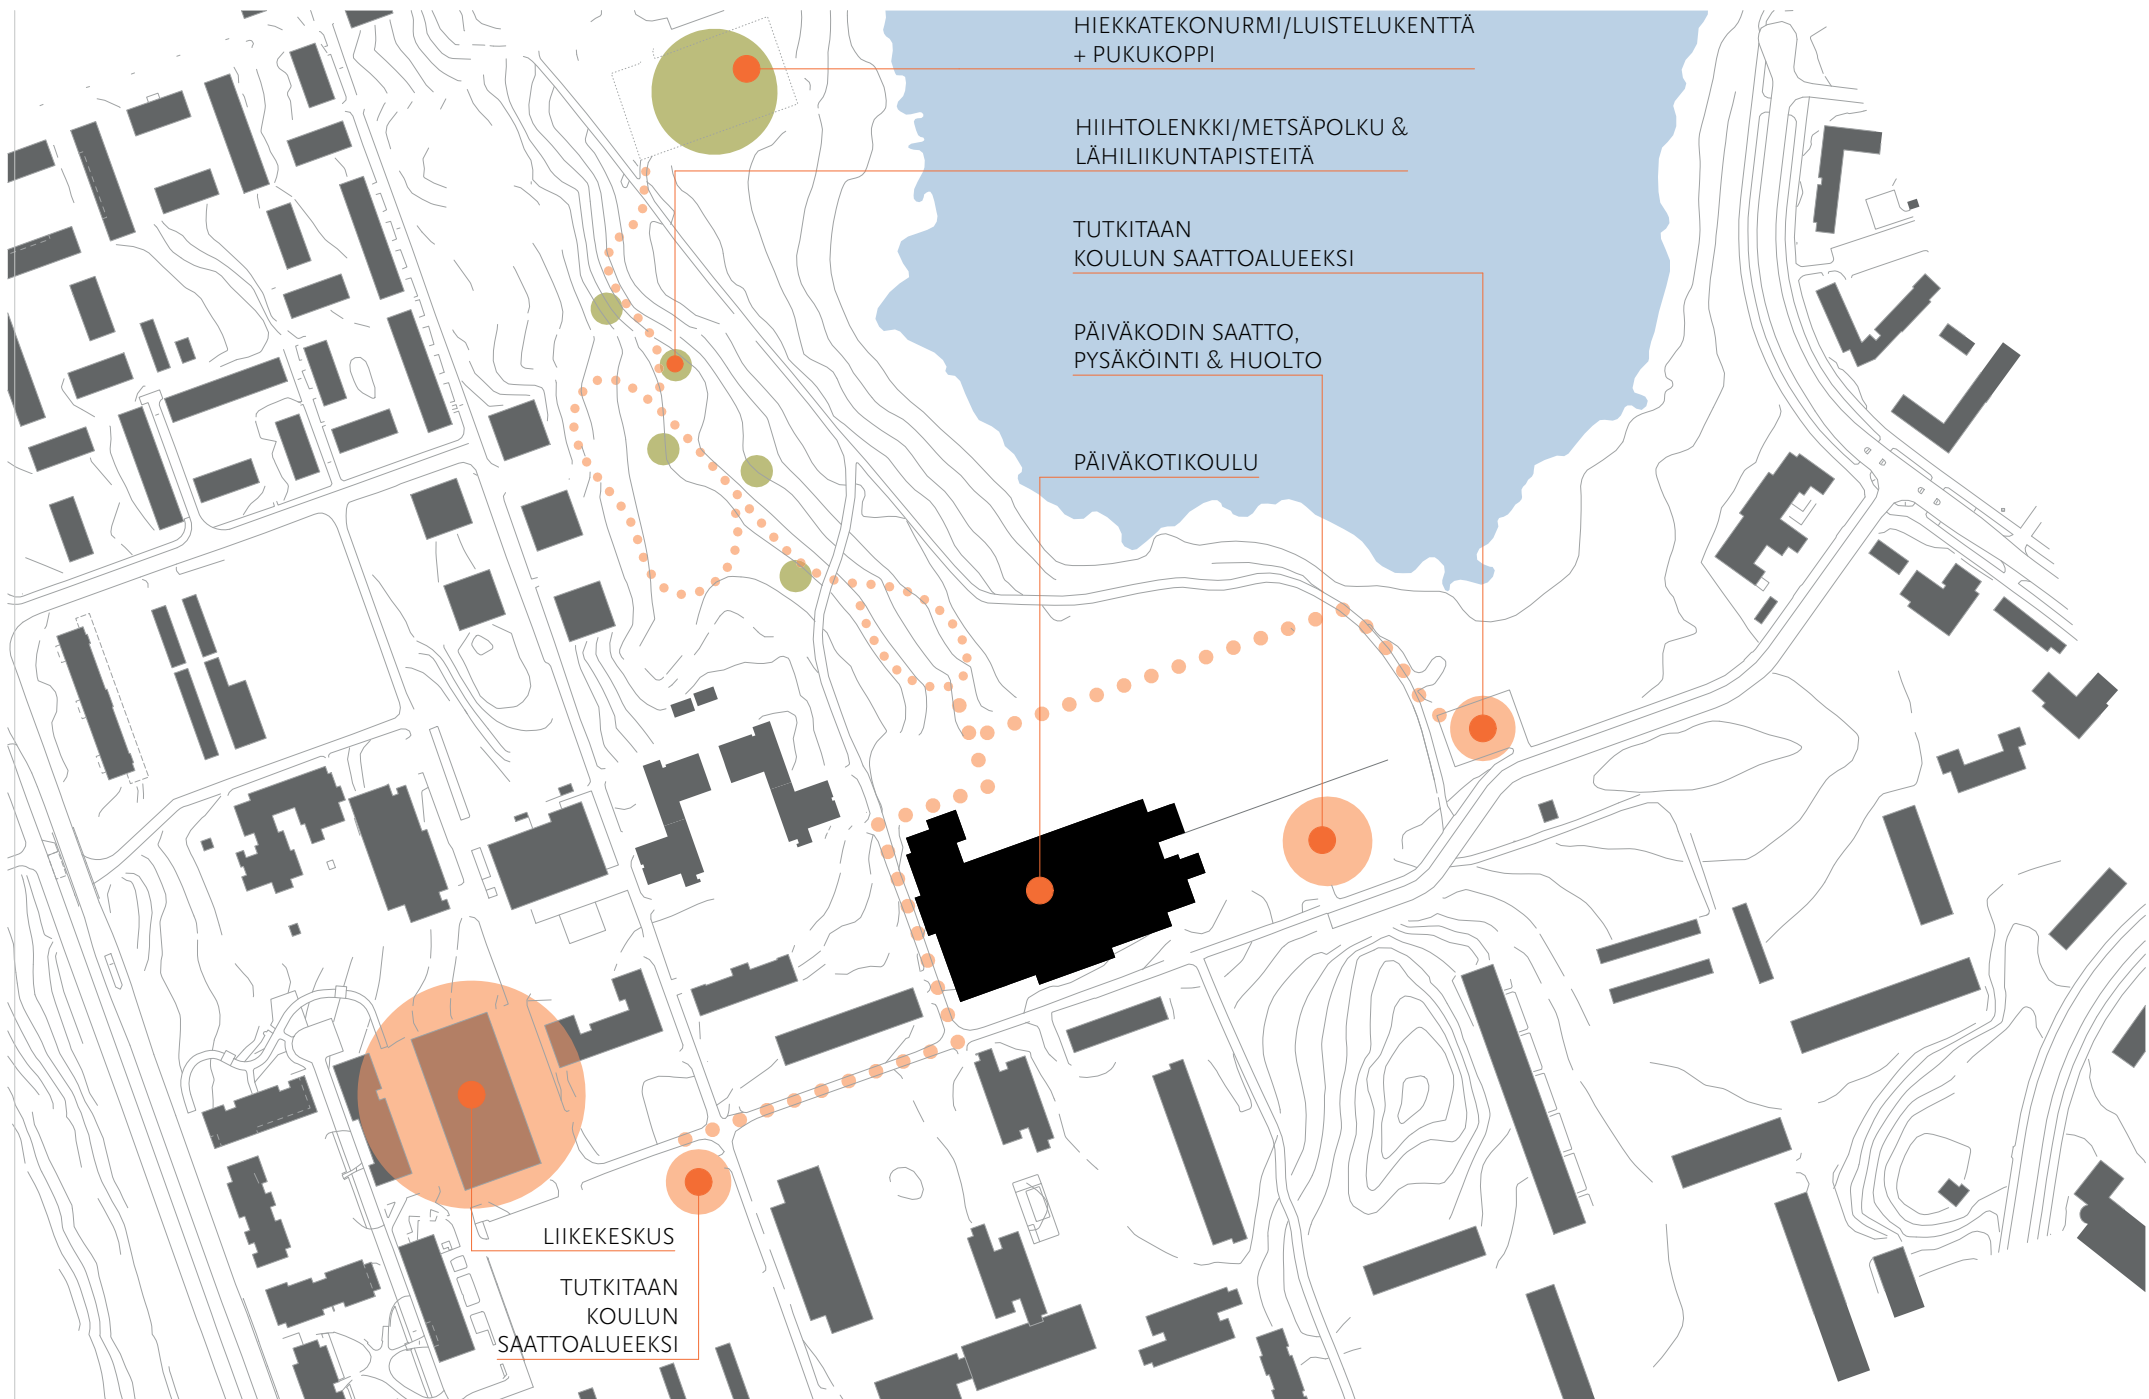 HIEKKATEKONURMI/LUISTELUKENTTÄ
+ PUKUKOPPI
HIIHTOLENKKI/METSÄPOLKU &
LÄHILIIKUNTAPISTEITÄ
TUTKITAAN
KOULUN SAATTOALUEEKSI
PÄIVÄKODIN SAATTO,
PYSÄKÖINTI & HUOLTO
PÄIVÄKOTIKOULU
LIIKEKESKUS
TUTKITAAN
KOULUN
SAATTOALUEEKSI